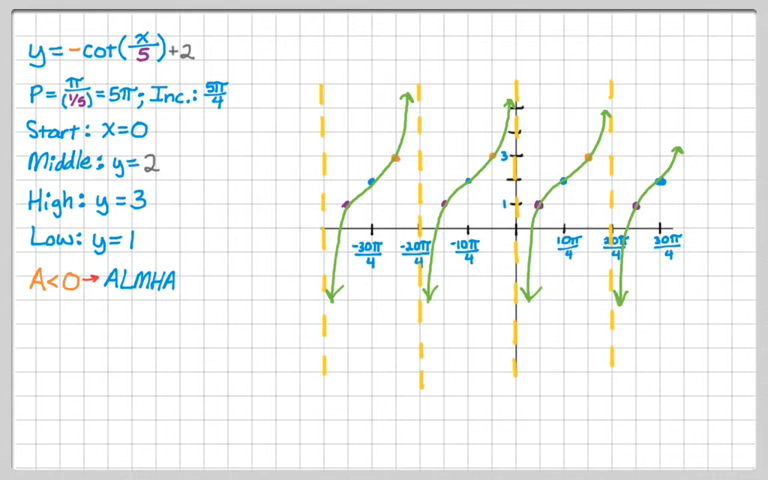 y=-cot(x/5)+2
P=π/(1/5)=5π; Inc.: 5π/4
Start: x=0
Middle: y=2
High: y=3
Low: y=1
A<0→ALMHA
3
1
-30π/4 -20π/4 -10π/4 10π/4 20π/4 30π/4